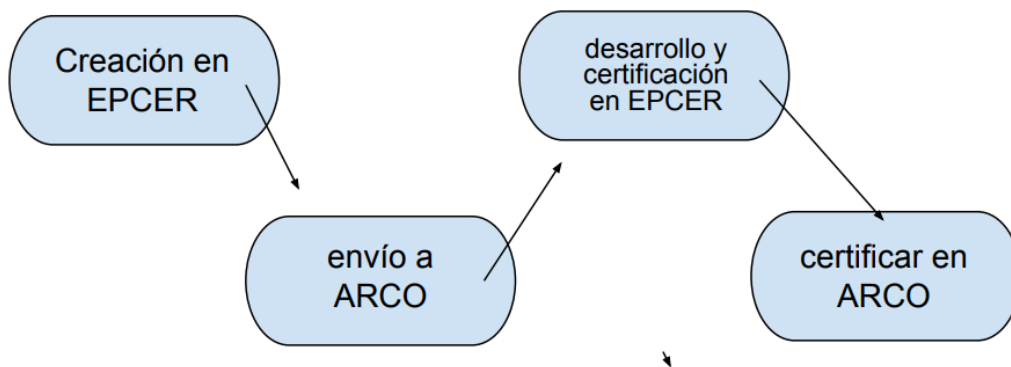 Creación en
EPCER
envío a
ARCO
desarrollo y
certificación
en EPCER
certificar en
ARCO